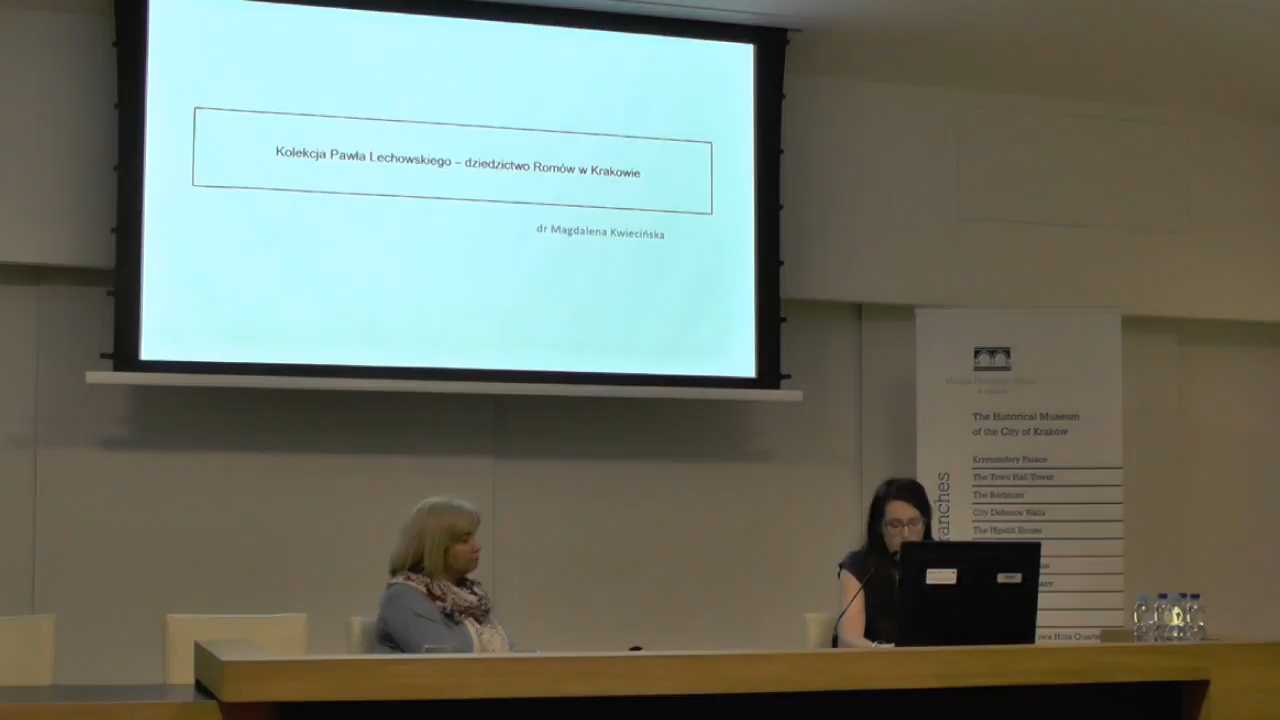 Kolekcja Pawła Lechowskiego – dziedzictwo Romów w Krakowie
dr Magdalena Kwiecińska
The Historical Museum
of the City of Kraków
Krzysztofory Palace
The Town Hall Tower
The Barbican
City Defence Walls
The Hipolit House